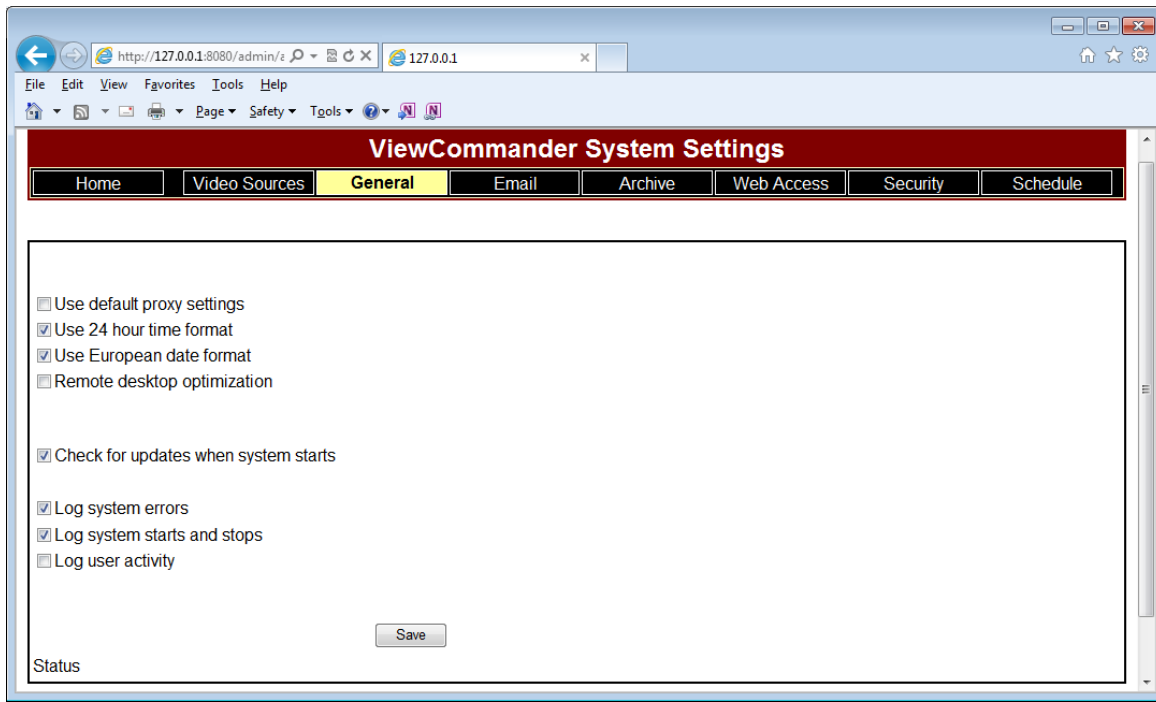 http://127.0.0.1:8080/admin/a
127.0.0.1
File Edit View Favorites Tools Help
Page Safety Tools
ViewCommander System Settings
Home Video Sources General Email Archive Web Access Security Schedule
Use default proxy settings
Use 24 hour time format
Use European date format
Remote desktop optimization
Check for updates when system starts
Log system errors
Log system starts and stops
Log user activity
Save
Status